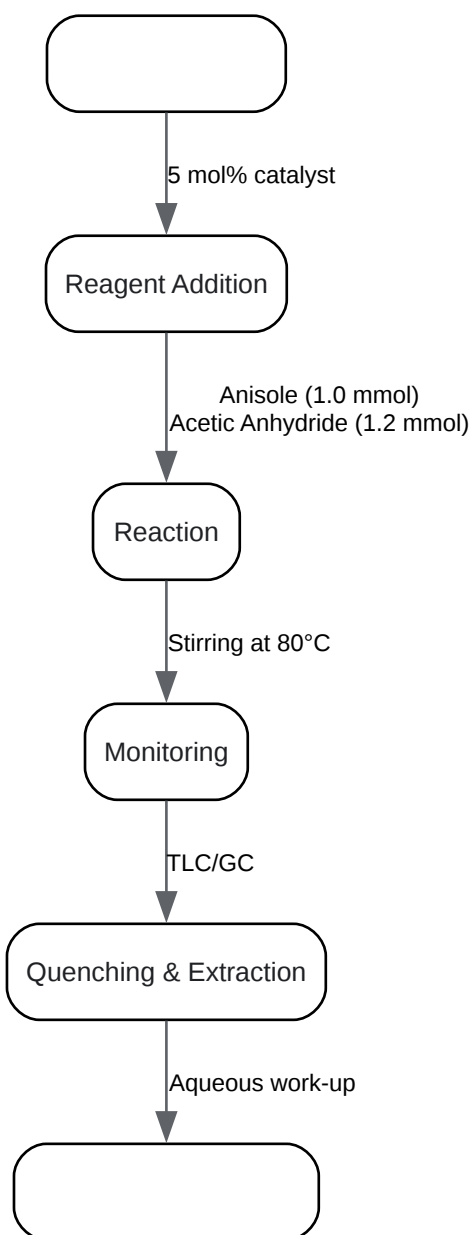 5 mol% catalyst
Reagent Addition
Anisole (1.0 mmol)
Acetic Anhydride (1.2 mmol)
Reaction
Stirring at 80°C
Monitoring
TLC/GC
Quenching & Extraction
Aqueous work-up